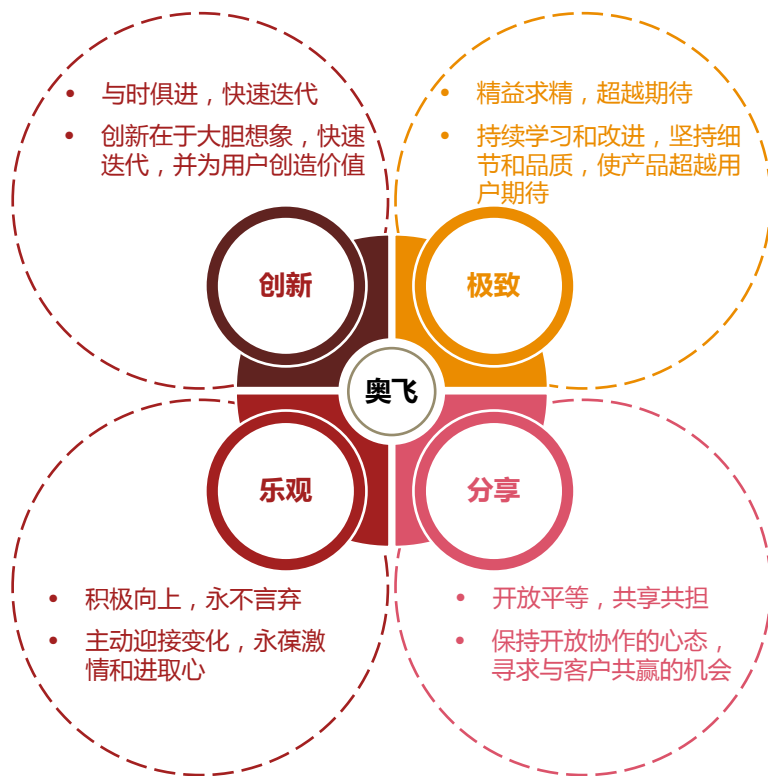 • 与时俱进，快速迭代
• 创新在于大胆想象，快速
迭代，并为用户创造价值
• 精益求精，超越期待
• 持续学习和改进，坚持细
节和品质，使产品超越用
户期待
创新
极致
奥飞
乐观
分享
• 积极向上，永不言弃
• 主动迎接变化，永葆激
情和进取心
• 开放平等，共享共担
• 保持开放协作的心态，
寻求与客户共赢的机会